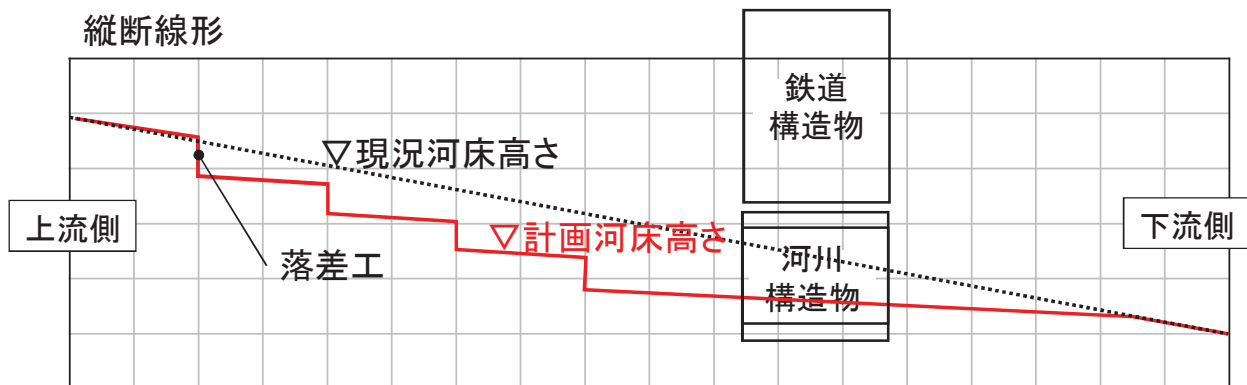 縦断線形
鉄道
構造物
▽現況河床高さ
上流側
▽計画河床高さ
下流側
落差工
河川
構造物